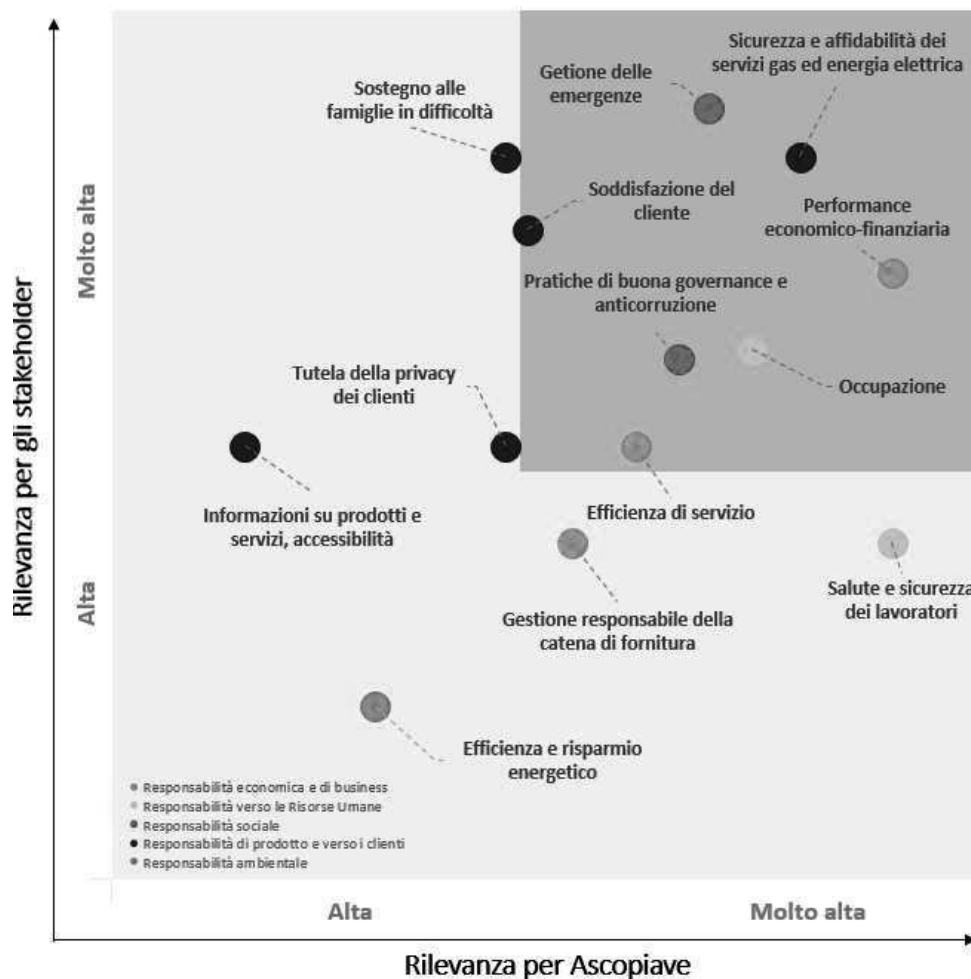 Sicurezza e affidabilità dei
servizi gas ed energia elettrica
Getione delle
emergenze
Sostegno alle
famiglie in difficoltà
Soddisfazione del
cliente
Performance
economico-finanziaria
Pratiche di buona governance e
anticorruzione
Tutela della privacy
dei clienti
Occupazione
Informazioni su prodotti e
servizi, accessibilità
Efficienza di servizio
Salute e sicurezza
dei lavoratori
Gestione responsabile della
catena di fornitura
Efficienza e risparmio
energetico
Responsabilità economica e di business
Responsabilità verso le Risorse Umane
Responsabilità sociale
Responsabilità di prodotto e verso i clienti
Responsabilità ambientale
Rilevanza per gli stakeholder
Molto alta
Alta
Alta
Molto alta
Rilevanza per Ascopiave